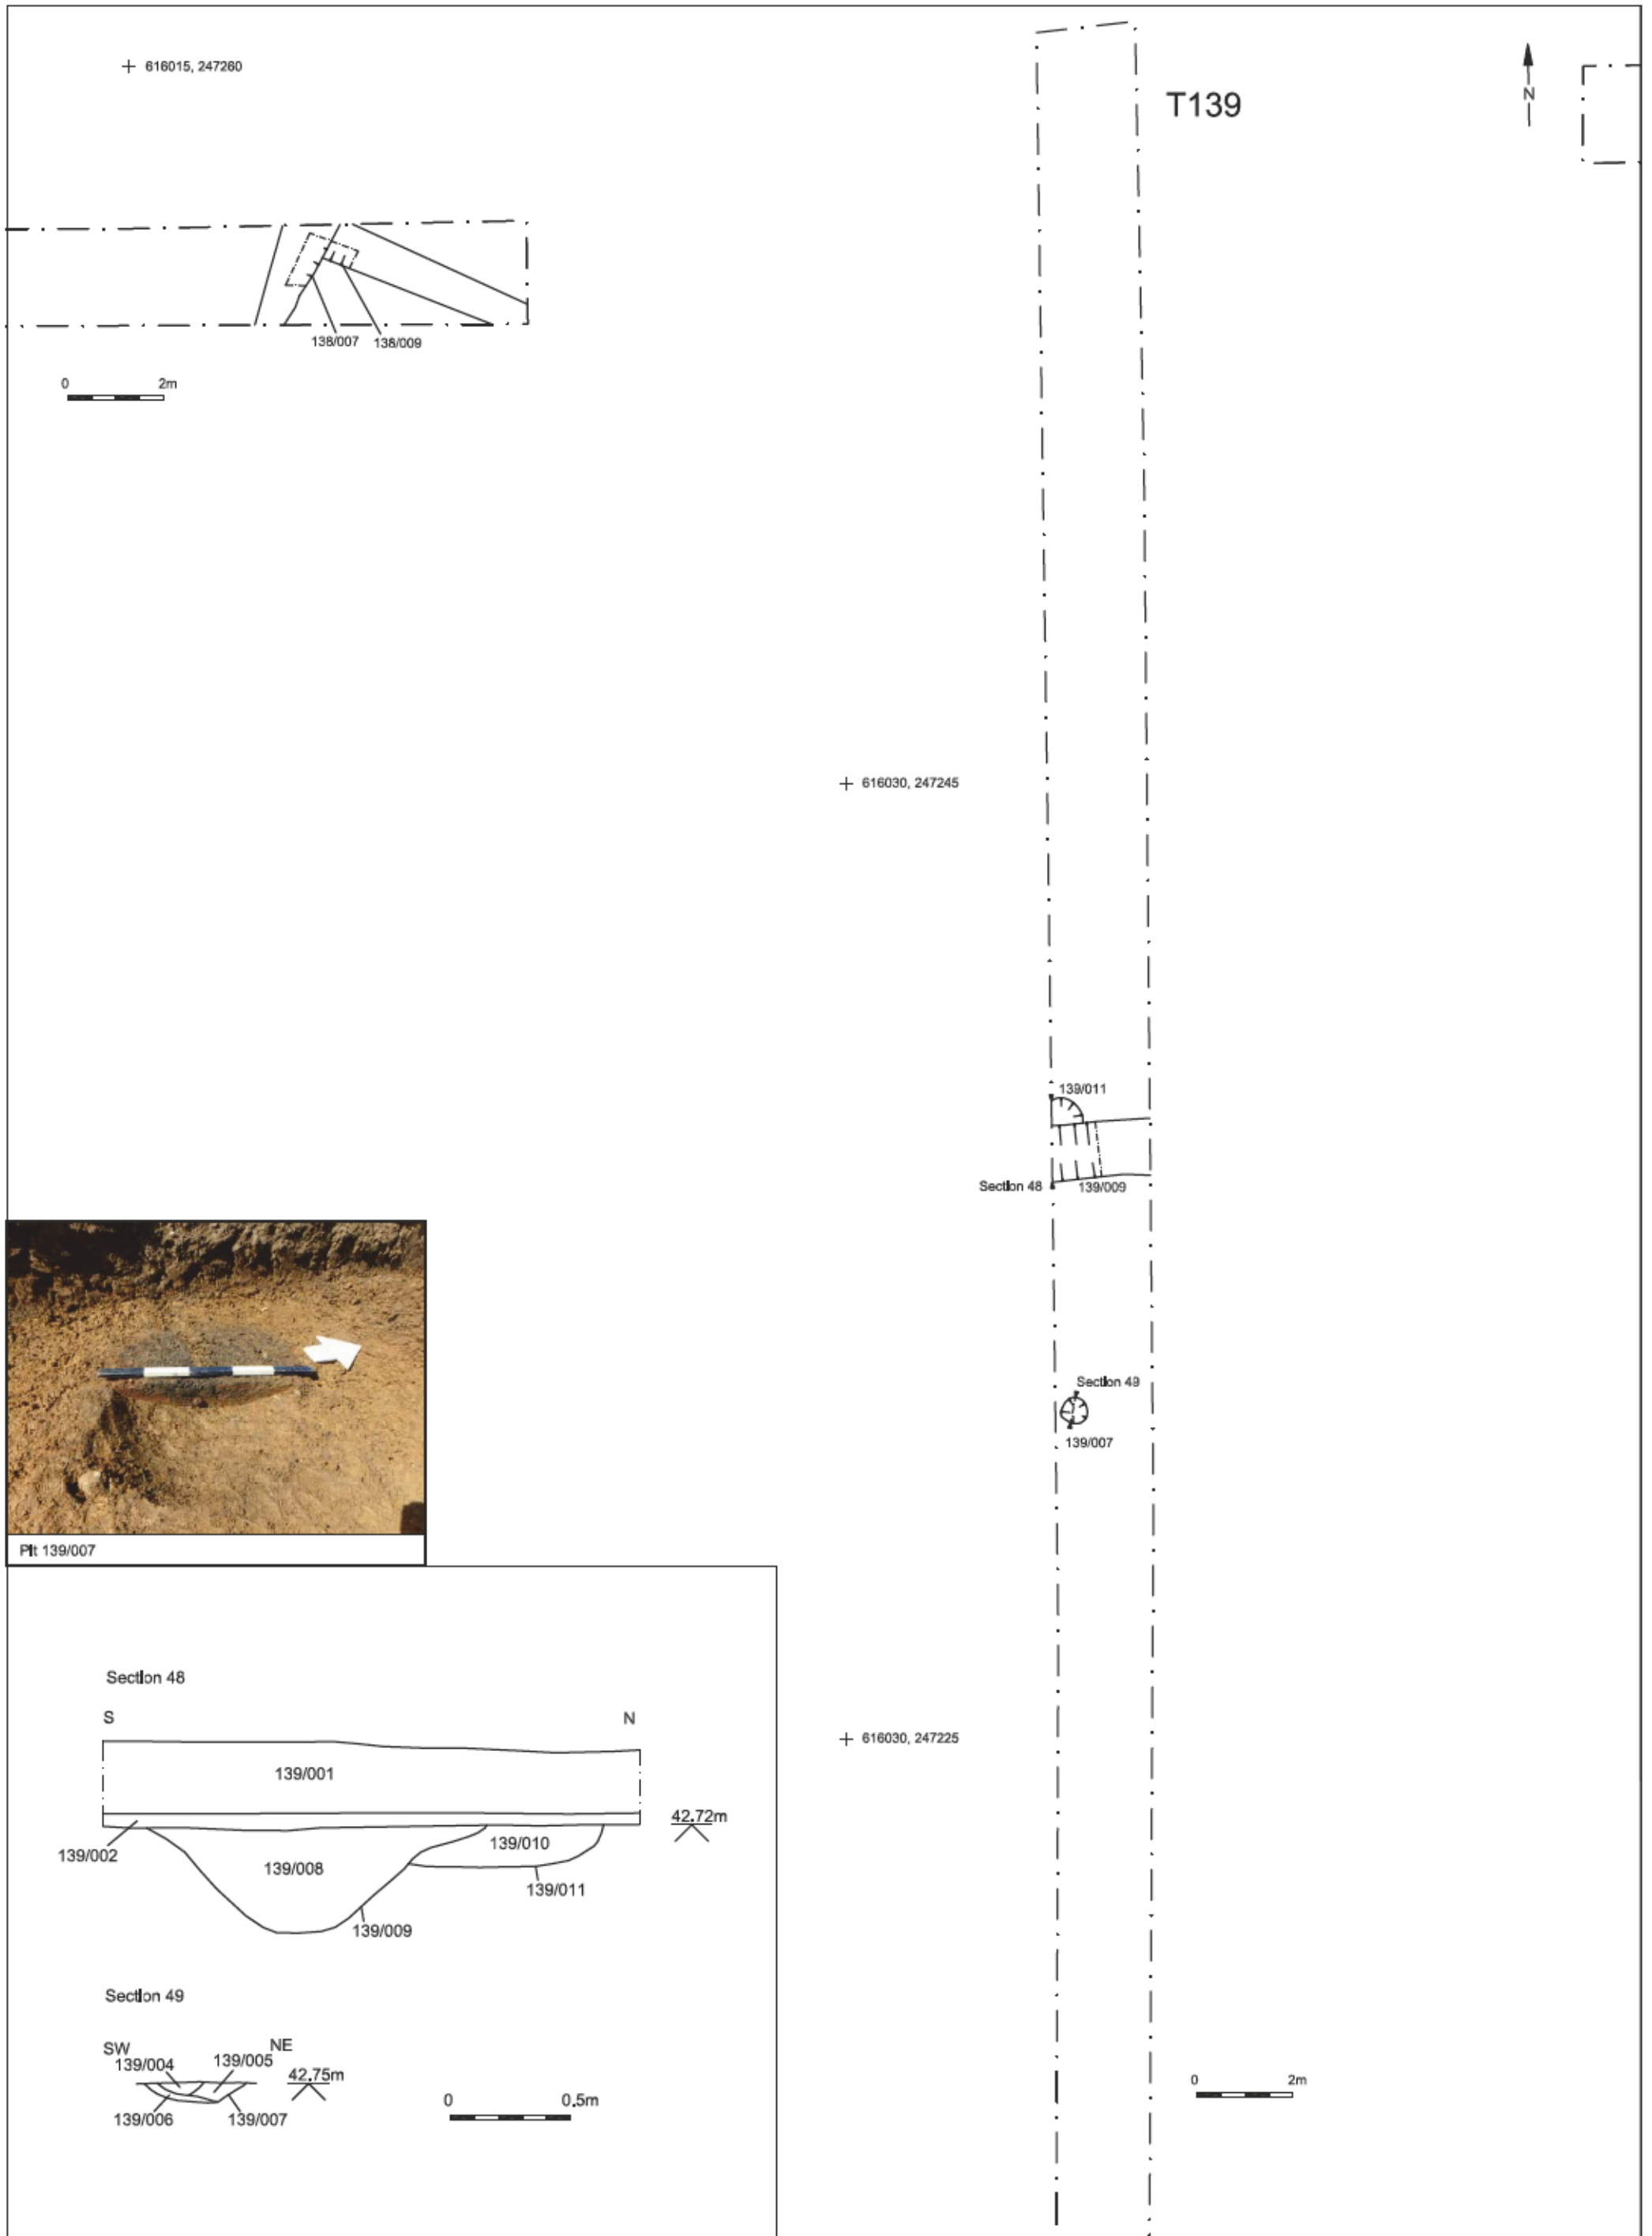 616015, 247260
T139
N
138/007 138/009
0 2m
616030, 247245
139/011
Section 48
139/009
Section 49
139/007
Pit 139/007
616030, 247225
Section 48
S N
139/001
42.72m
139/002
139/010
139/008
139/011
139/009
Section 49
SW NE
139/004 139/005
42.75m
139/006 139/007
0 0.5m
0 2m